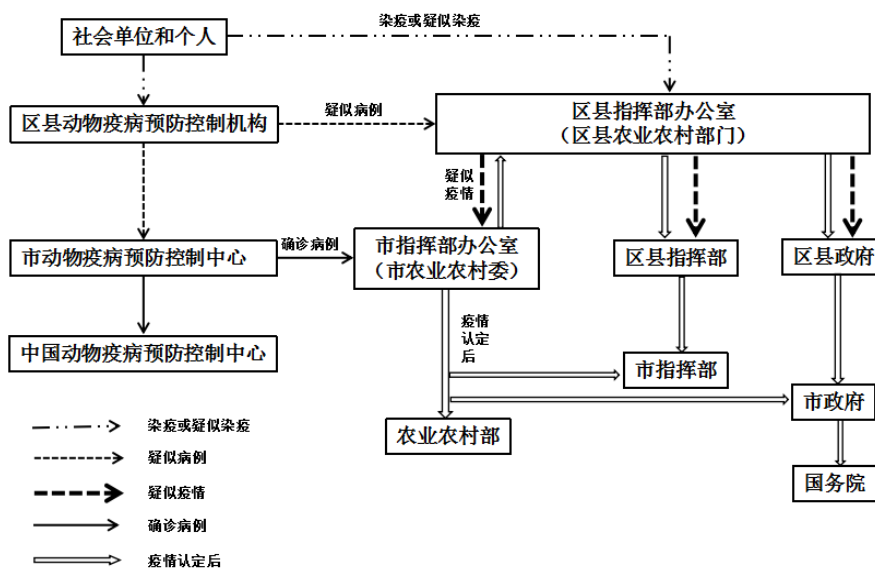 染疫或疑似染疫
社会单位和个人
区县动物疫病预防控制机构
疑似病例
区县指挥部办公室
（区县农业农村部门）
疑似
疫情
市动物疫病预防控制中心
确诊病例
市指挥部办公室
（市农业农村委）
区县指挥部
区县政府
疫情
认定
后
中国动物疫病预防控制中心
市指挥部
市政府
农业农村部
国务院
染疫或疑似染疫
疑似病例
疑似疫情
确诊病例
疫情认定后